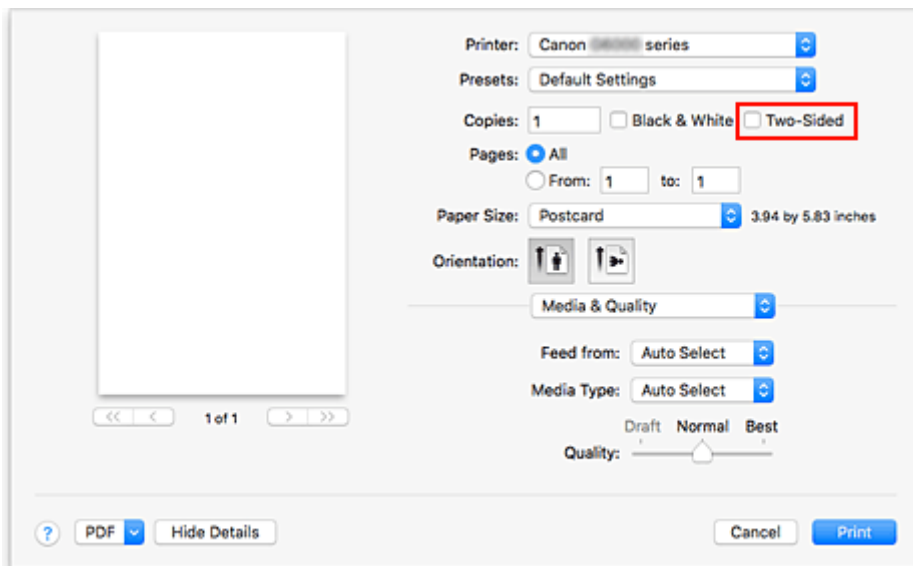 Printer: Canon series
Presets: Default Settings
Copies: 1 Black & White Two-Sided
Pages: All
From: 1 to: 1
Paper Size: Postcard 3.94 by 5.83 inches
Orientation:
Media & Quality
Feed from: Auto Select
Media Type: Auto Select
Draft Normal Best
Quality:
<< < 1 of 1 > >>
? PDF Hide Details Cancel Print